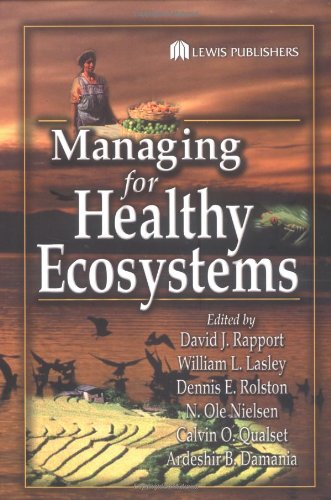 LEWIS PUBLISHERS
Managing
for
Healthy
Ecosystems
Edited by
David J. Rapport
William L. Lasley
Dennis E. Rolston
N. Ole Nielsen
Calvin O. Qualset
Ardeshir B. Damania